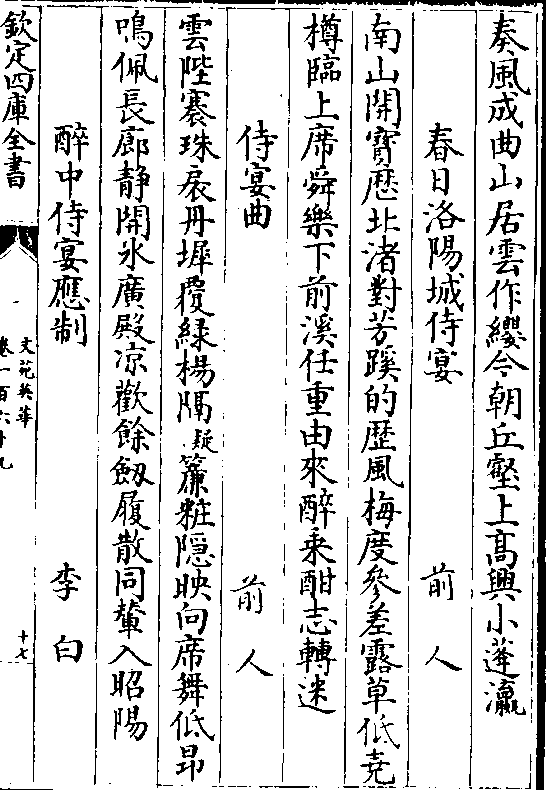 奏風成曲山居雲作纓今朝丘壑上高興小蓬瀛
春日洛陽城侍宴 前人
南山開寶歷北渚對芳蹊的歴風梅度參差露草低堯
樽臨上席舜樂下前溪任重由來醉乘酣志轉迷
侍宴曲 前人
雲陛褰珠扆丹墀覆緑楊隔疑簾粧隠映向席舞低昂
鳴佩長廊靜開氷廣殿凉歡餘劔履散同輦入昭陽
醉中侍宴應制 李白
欽定四庫全書
文苑英華
卷一百六十九
十七